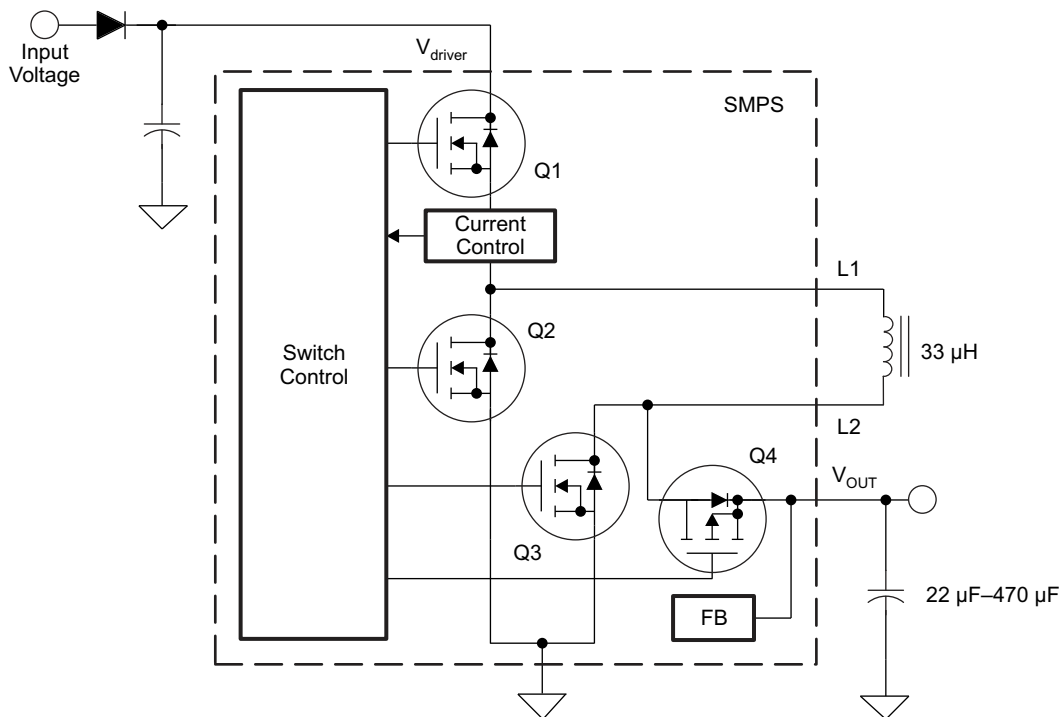 Input
Voltage
V_driver
SMPS
Q1
Current
Control
L1
Q2
Switch
Control
33 µH
L2
Q4
V_OUT
Q3
FB
22 µF–470 µF